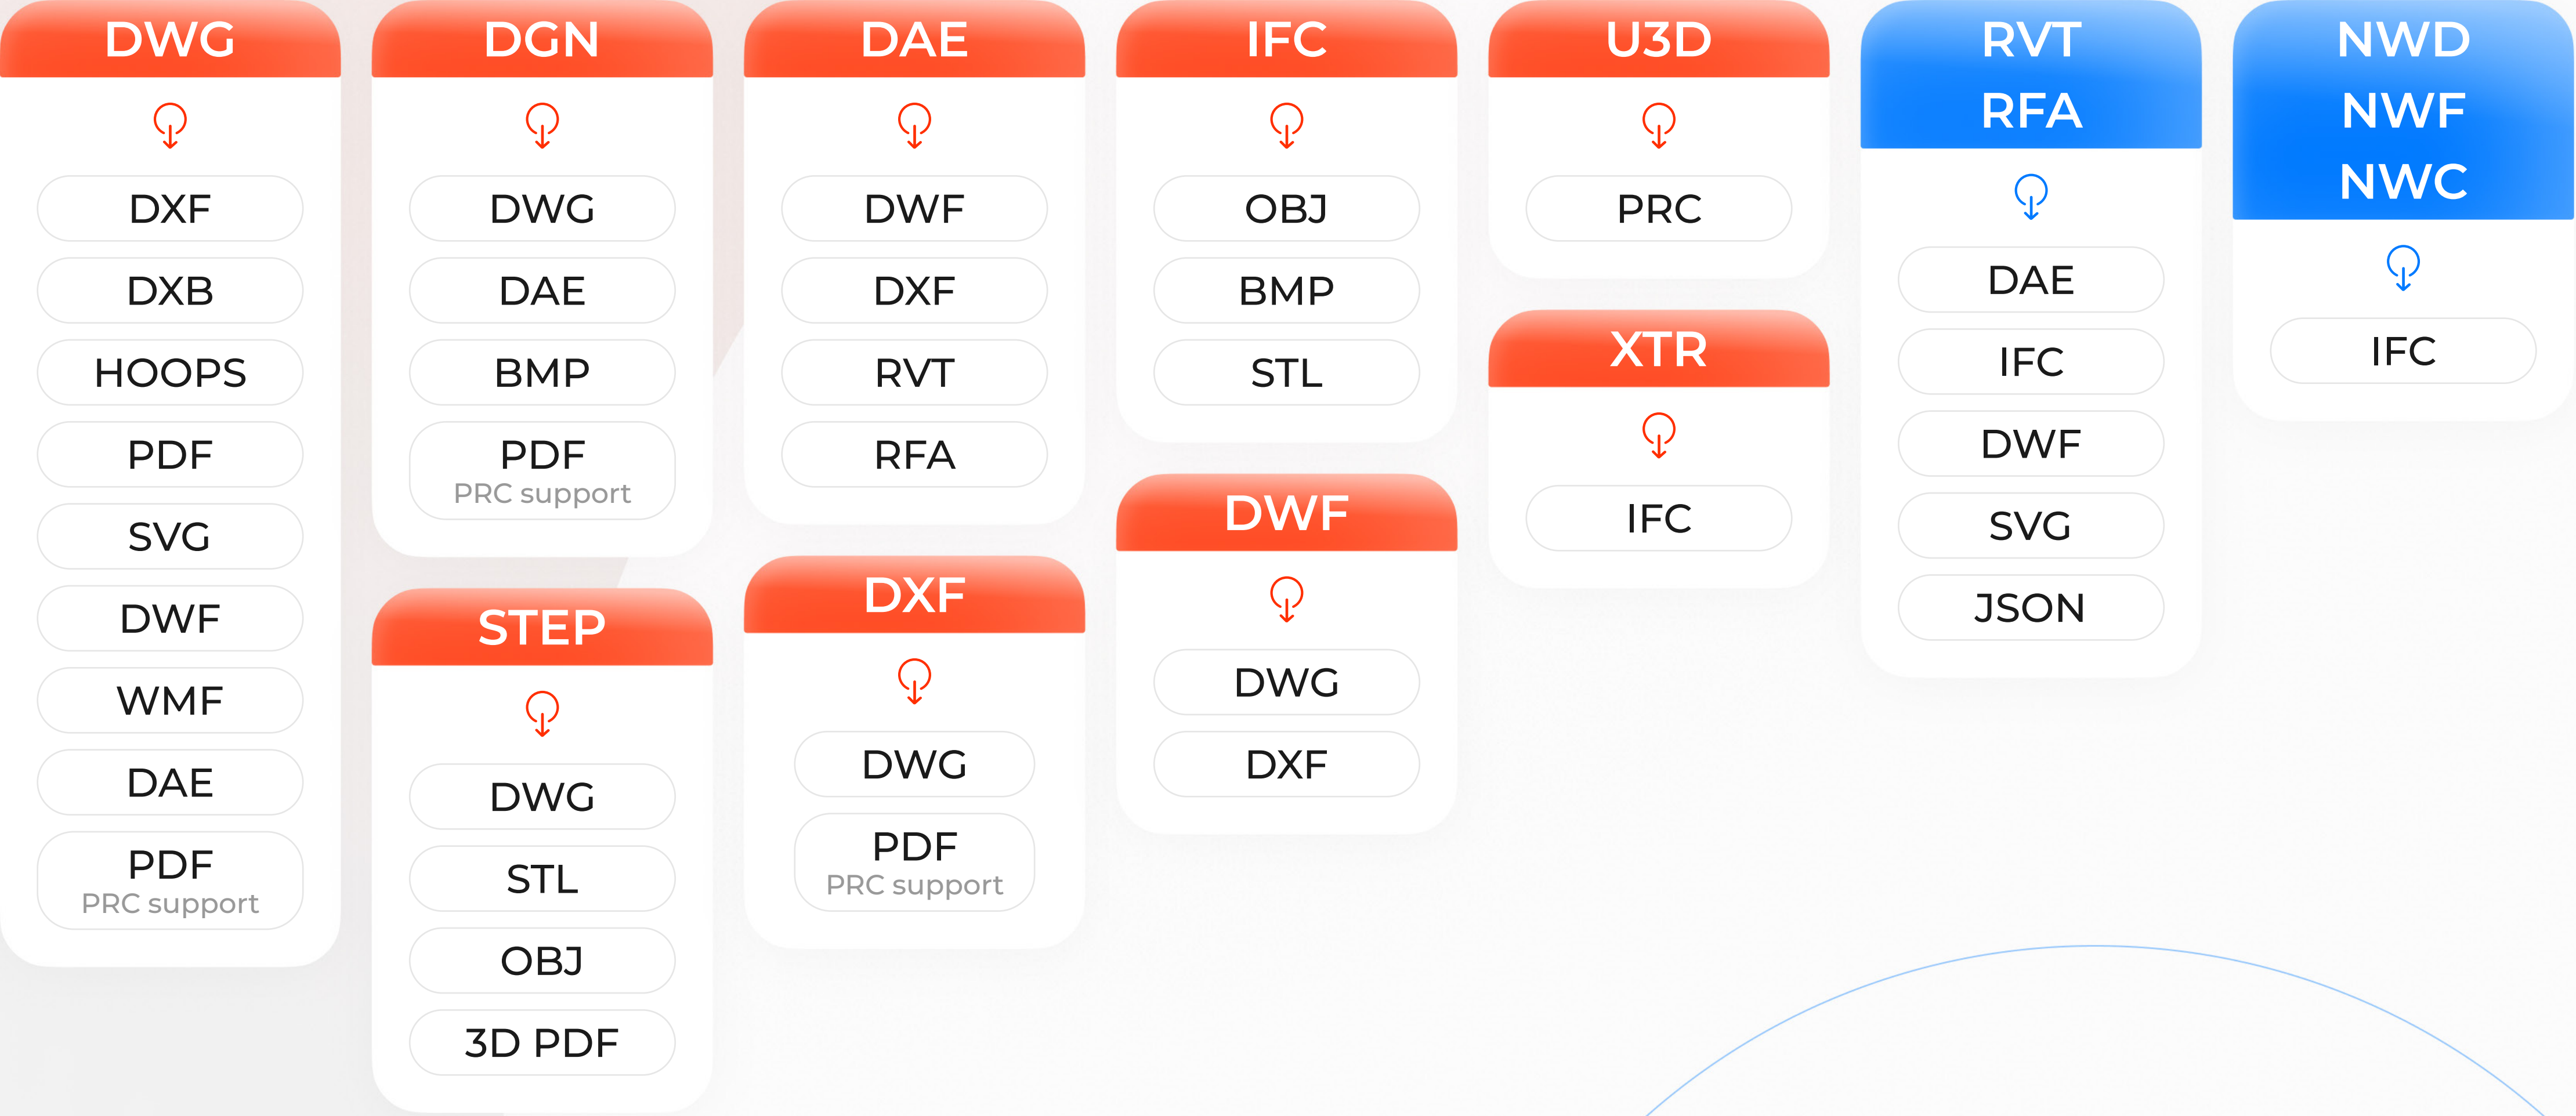 DWG
DXF
DXB
HOOPS
PDF
SVG
DWF
WMF
DAE
PDF
PRC support
DGN
DWG
DAE
BMP
PDF
PRC support
STEP
DWG
STL
OBJ
3D PDF
DAE
DWF
DXF
RVT
RFA
DXF
DWG
PDF
PRC support
IFC
OBJ
BMP
STL
DWF
DWG
DXF
U3D
PRC
XTR
IFC
RVT
RFA
DAE
IFC
DWF
SVG
JSON
NWD
NWF
NWC
IFC